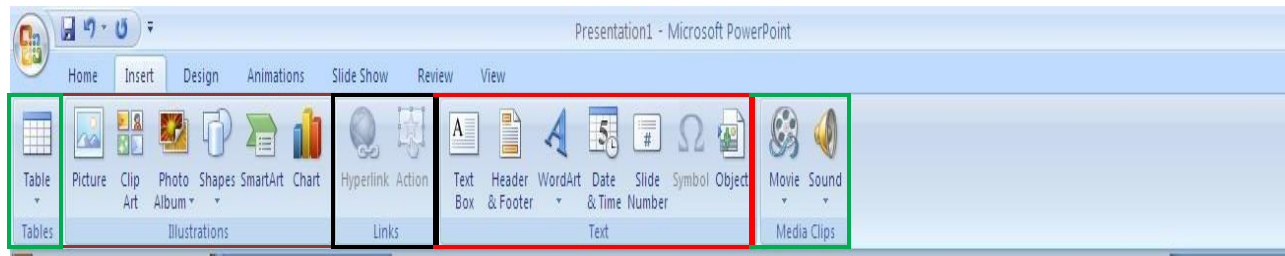 Presentation1 - Microsoft PowerPoint
Home Insert Design Animations Slide Show Review View
A 5 # Ω
Table Picture Clip Photo Shapes SmartArt Chart Hyperlink Action Text Header WordArt Date Slide Symbol Object Movie Sound
Art Album Box & Footer & Time Number
Tables Illustrations Links Text Media Clips